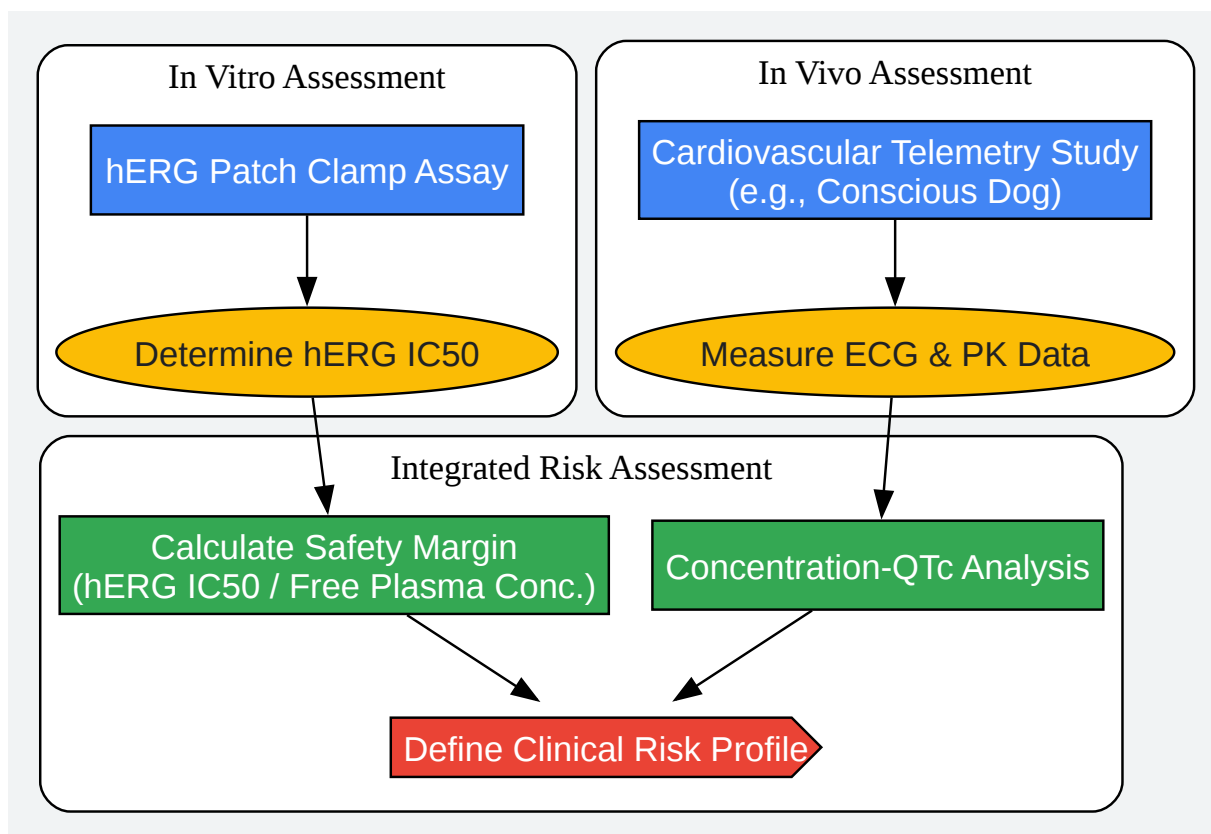 In Vitro Assessment
hERG Patch Clamp Assay
Determine hERG IC50
In Vivo Assessment
Cardiovascular Telemetry Study
(e.g., Conscious Dog)
Measure ECG & PK Data
Integrated Risk Assessment
Calculate Safety Margin
(hERG IC50 / Free Plasma Conc.)
Concentration-QTc Analysis
Define Clinical Risk Profile